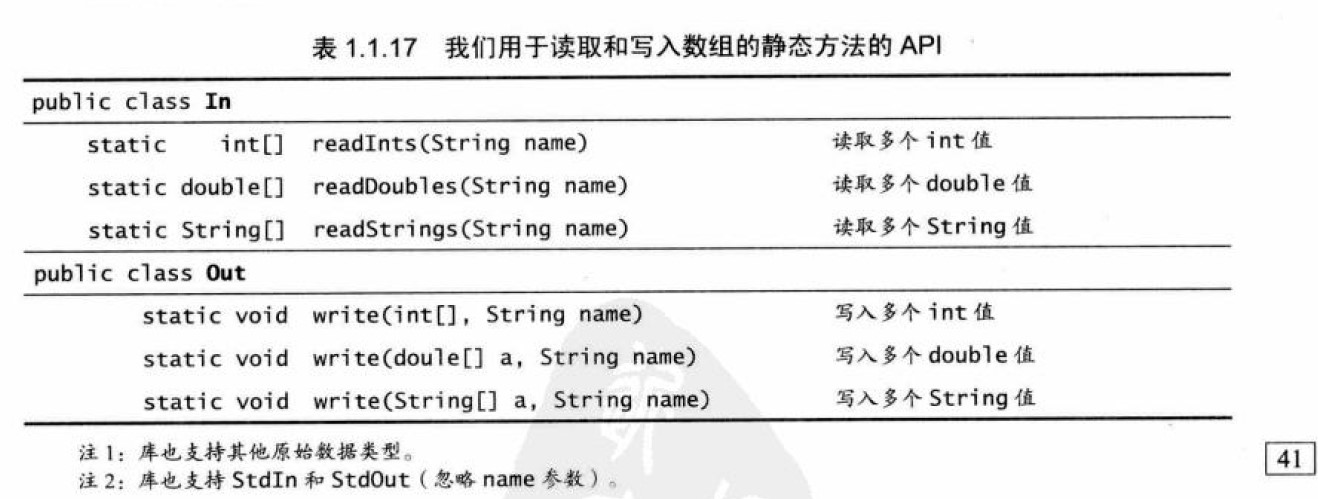 表 1.1.17 我们用于读取和写入数组的静态方法的 API
public class In
static int[] readInts(String name) 读取多个 int 值
static double[] readDoubles(String name) 读取多个 double 值
static String[] readStrings(String name) 读取多个 String 值
public class Out
static void write(int[], String name) 写入多个 int 值
static void write(doule[] a, String name) 写入多个 double 值
static void write(String[] a, String name) 写入多个 String 值
注 1：库也支持其他原始数据类型。
注 2：库也支持 StdIn 和 StdOut（忽略 name 参数）。
41